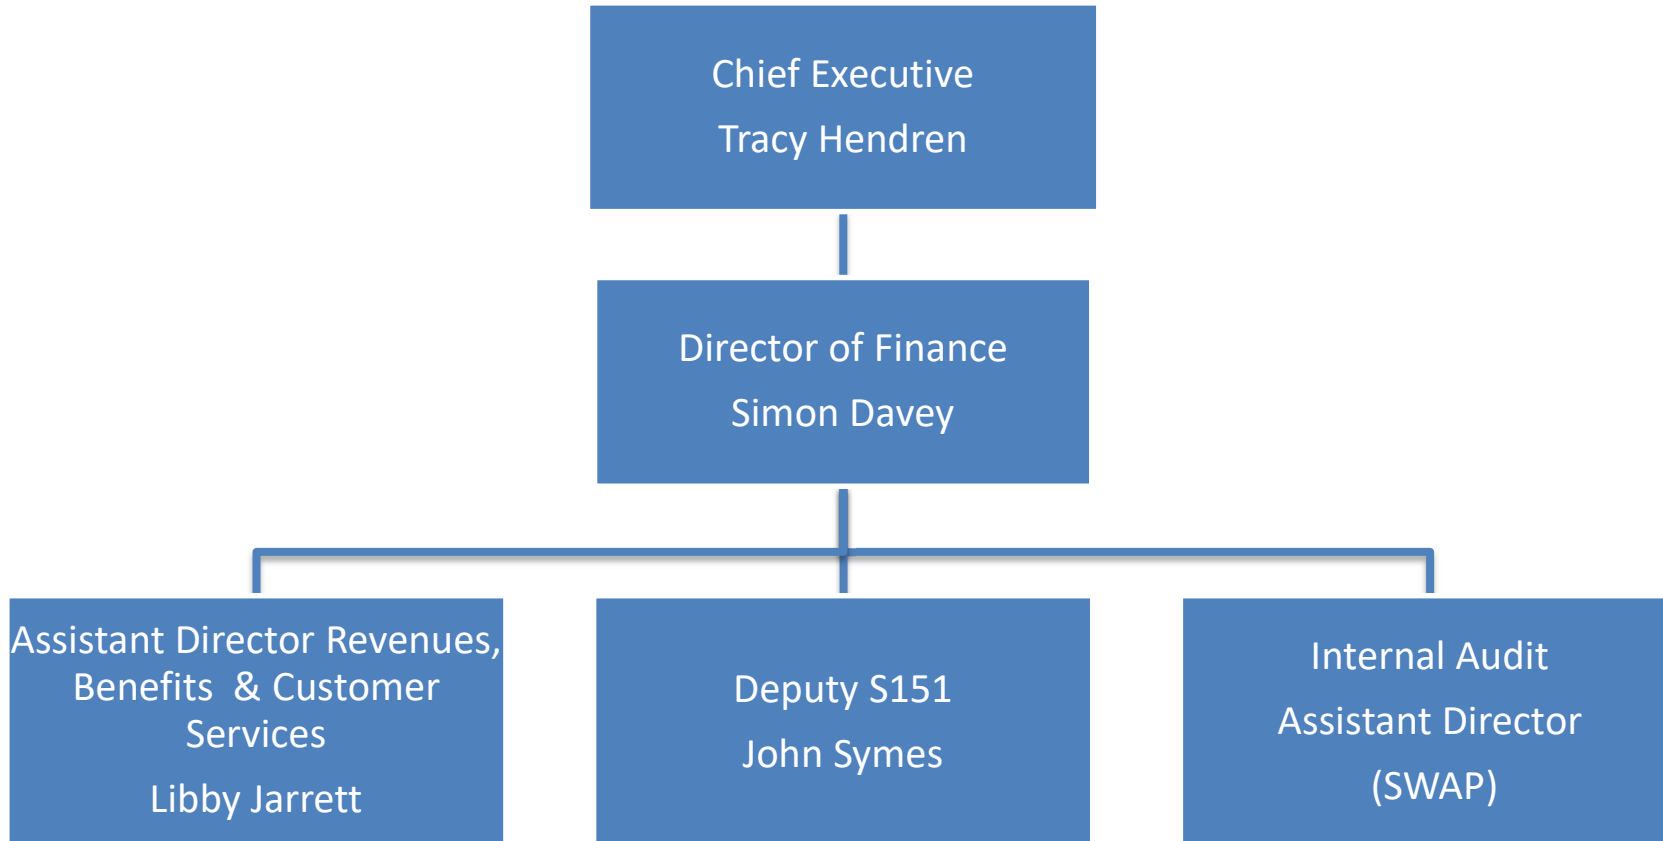 Chief Executive
Tracy Hendren
Director of Finance
Simon Davey
Assistant Director Revenues,
Benefits  & Customer
Services
Libby Jarrett
Deputy S151
John Symes
Internal Audit
Assistant Director
(SWAP)